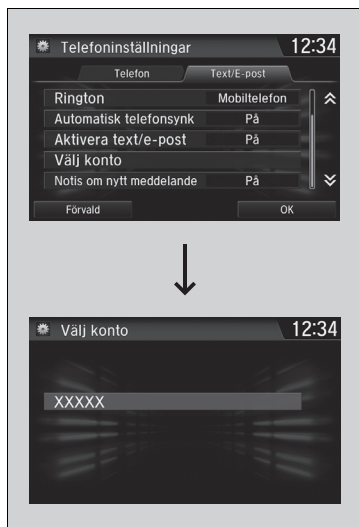 Telefoninställningar 12:34
Telefon Text/E-post
Rington Mobiltelefon
Automatisk telefonsynk På
Aktivera text/e-post På
Välj konto
Notis om nytt meddelande På
Förvald OK
Välj konto 12:34
XXXXX